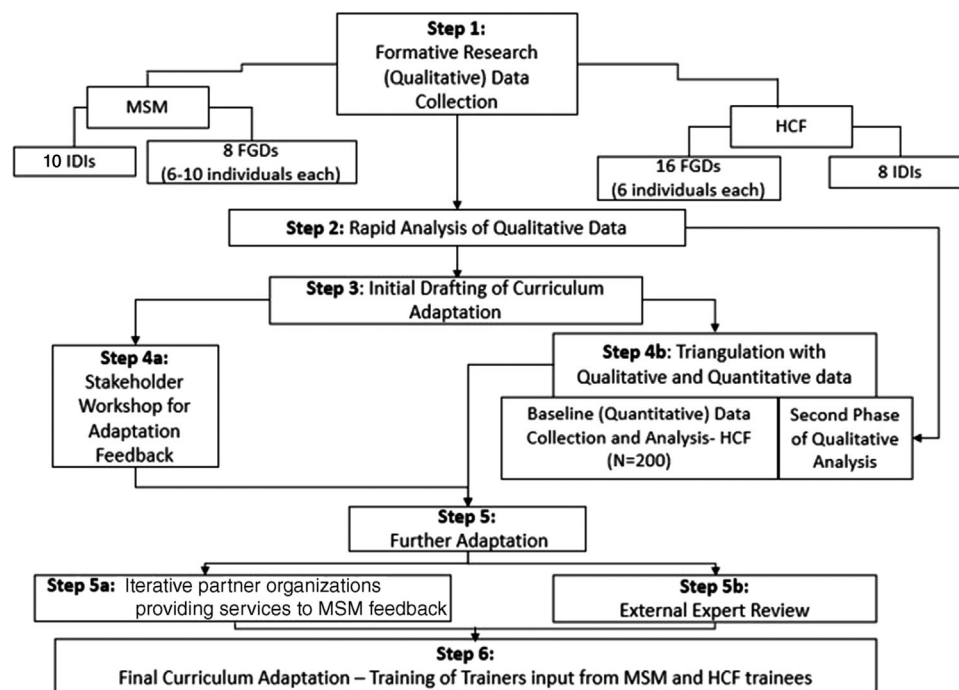 Step 1:
Formative Research
(Qualitative) Data
Collection
MSM
HCF
10 IDIs
8 FGDs
(6-10 individuals each)
16 FGDs
(6 individuals each)
8 IDIs
Step 2: Rapid Analysis of Qualitative Data
Step 3: Initial Drafting of Curriculum
Adaptation
Step 4a:
Stakeholder
Workshop for
Adaptation
Feedback
Step 4b: Triangulation with
Qualitative and Quantitative data
Baseline (Quantitative) Data
Collection and Analysis- HCF
(N=200)
Second Phase
of Qualitative
Analysis
Step 5:
Further Adaptation
Step 5a: Iterative partner organizations
providing services to MSM feedback
Step 5b:
External Expert Review
Step 6:
Final Curriculum Adaptation – Training of Trainers input from MSM and HCF trainees